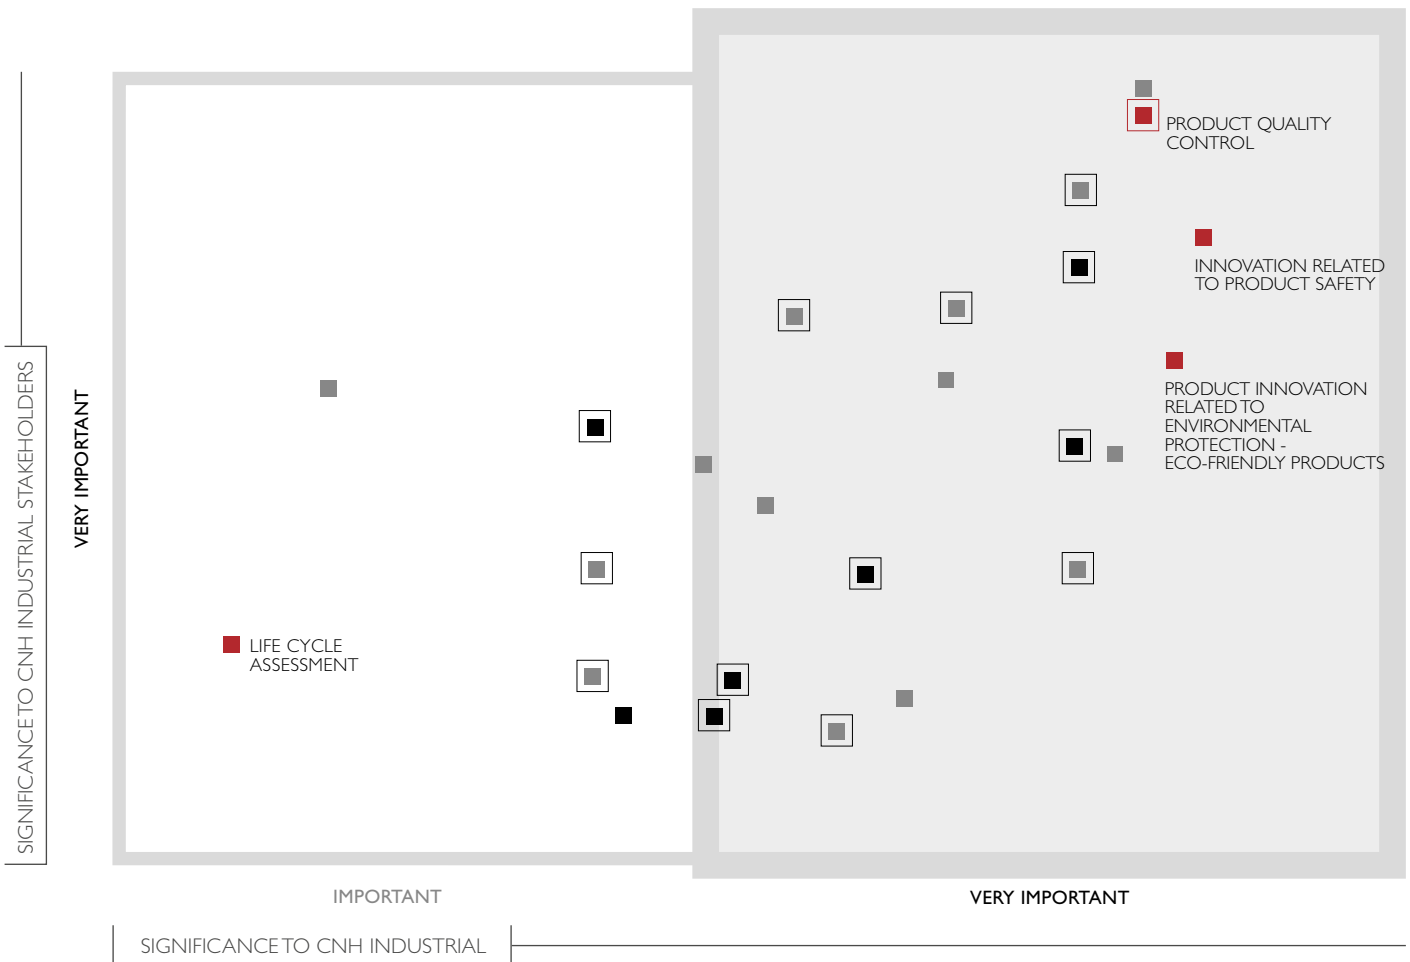 PRODUCT QUALITY
CONTROL
INNOVATION RELATED
TO PRODUCT SAFETY
PRODUCT INNOVATION
RELATED TO
ENVIRONMENTAL
PROTECTION -
ECO-FRIENDLY PRODUCTS
LIFE CYCLE
ASSESSMENT
SIGNIFICANCE TO CNH INDUSTRIAL STAKEHOLDERS
VERY IMPORTANT
IMPORTANT
VERY IMPORTANT
SIGNIFICANCE TO CNH INDUSTRIAL